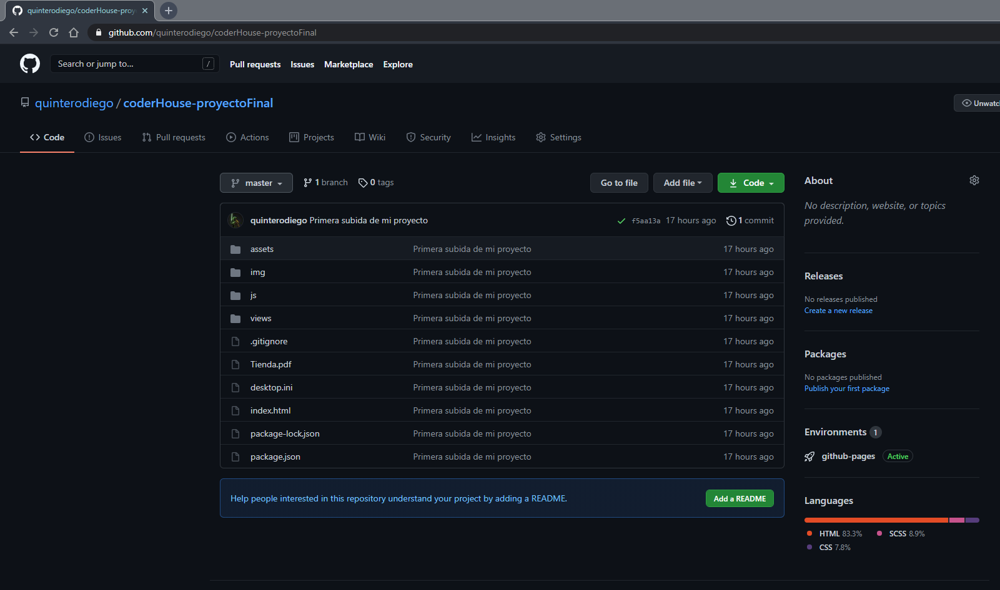 quinterodiego/coderHouse-proy
github.com/quinterodiego/coderHouse-proyectoFinal
Search or jump to... / Pull requests Issues Marketplace Explore
quinterodiego / coderHouse-proyectoFinal
Unwatc
Code Issues Pull requests Actions Projects Wiki Security Insights Settings
master 1 branch 0 tags Go to file Add file Code
quinterodiego Primera subida de mi proyecto f5aa13a 17 hours ago 1 commit
assets Primera subida de mi proyecto 17 hours ago
img Primera subida de mi proyecto 17 hours ago
js Primera subida de mi proyecto 17 hours ago
views Primera subida de mi proyecto 17 hours ago
.gitignore Primera subida de mi proyecto 17 hours ago
Tienda.pdf Primera subida de mi proyecto 17 hours ago
desktop.ini Primera subida de mi proyecto 17 hours ago
index.html Primera subida de mi proyecto 17 hours ago
package-lock.json Primera subida de mi proyecto 17 hours ago
package.json Primera subida de mi proyecto 17 hours ago
Help people interested in this repository understand your project by adding a README. Add a README
About
No description, website, or topics
provided.
Releases
No releases published
Create a new release
Packages
No packages published
Publish your first package
Environments 1
github-pages Active
Languages
HTML 83.3% SCSS 8.9%
CSS 7.8%